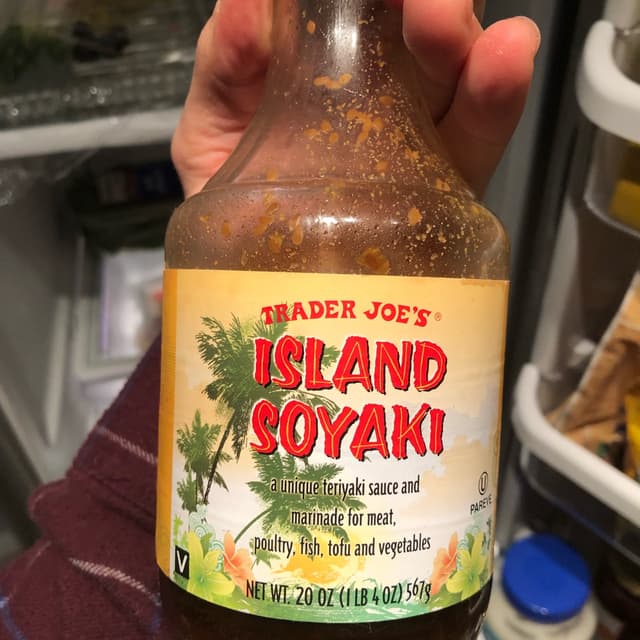 TRADER JOE'S®
ISLAND
SOYAKI
a unique teriyaki sauce and
marinade for meat,
poultry, fish, tofu and vegetables
U
PAREVE
V
NET WT. 20 OZ (1 LB 4 OZ) 567g